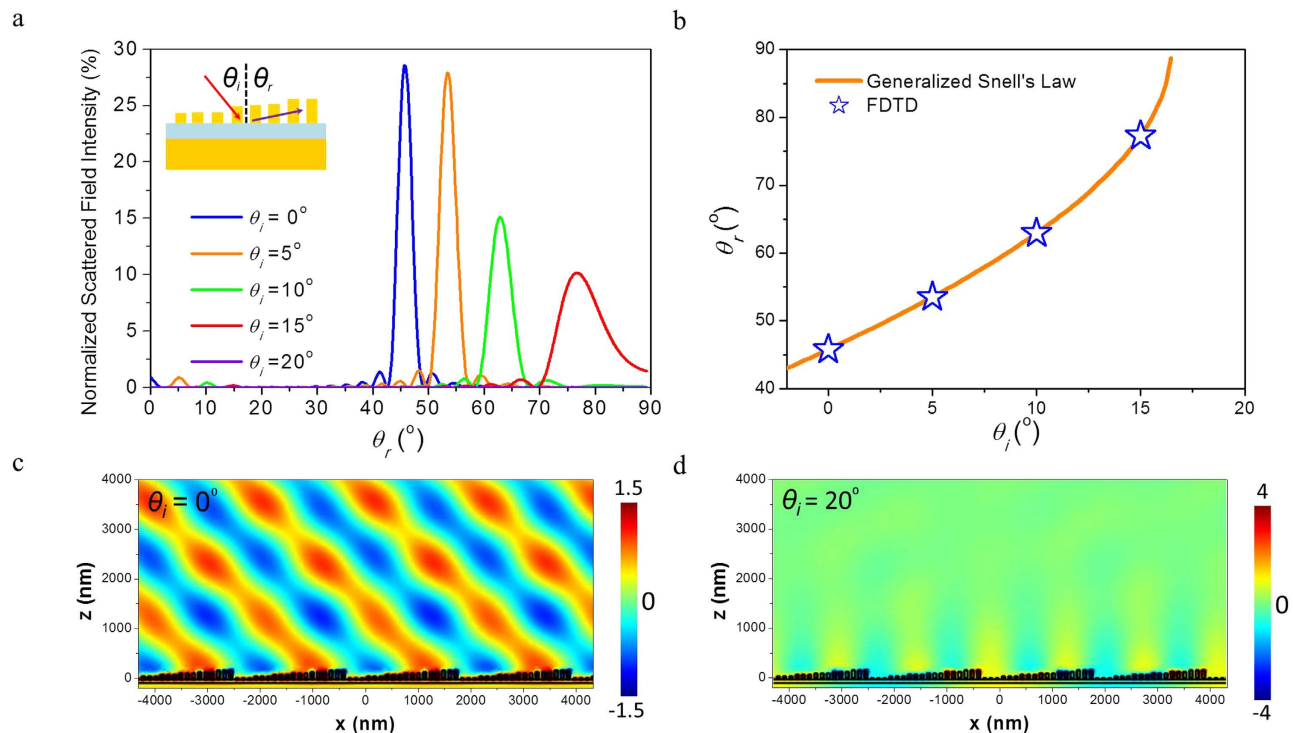 a
Normalized Scattered Field Intensity (%)
30
25
20
15
10
5
0
θi θr
θi = 0°
θi = 5°
θi = 10°
θi = 15°
θi = 20°
0 10 20 30 40 50 60 70 80 90
θr (°)
b
θr (°)
90
80
70
60
50
40
Generalized Snell's Law
FDTD
0 5 10 15 20
θi (°)
c
z (nm)
4000
3000
2000
1000
0
θi = 0°
-4000 -3000 -2000 -1000 0 1000 2000 3000 4000
x (nm)
1.5
0
-1.5
d
z (nm)
4000
3000
2000
1000
0
θi = 20°
-4000 -3000 -2000 -1000 0 1000 2000 3000 4000
x (nm)
4
0
-4